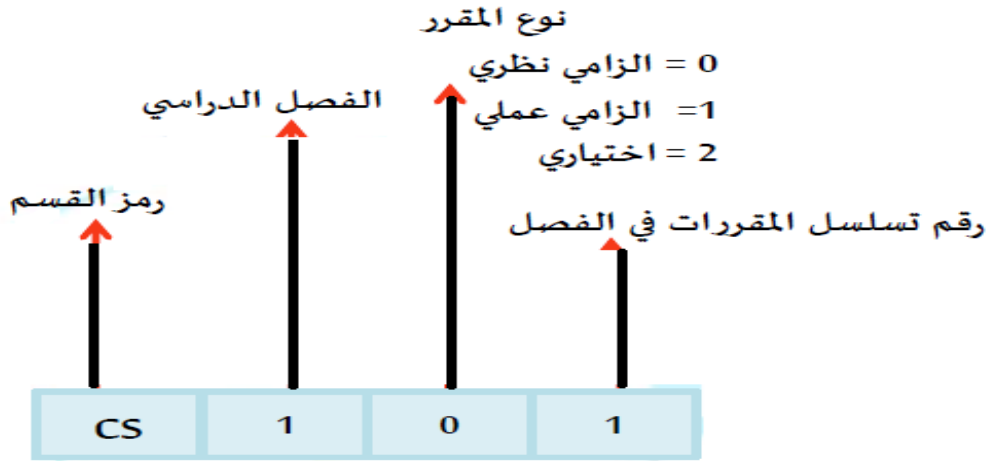 نوع المقرر
0 = الزامي نظري
1= الزامي عملي
2 = اختياري
الفصل الدراسي
رمز القسم
رقم تسلسل المقررات في الفصل
CS 1 0 1